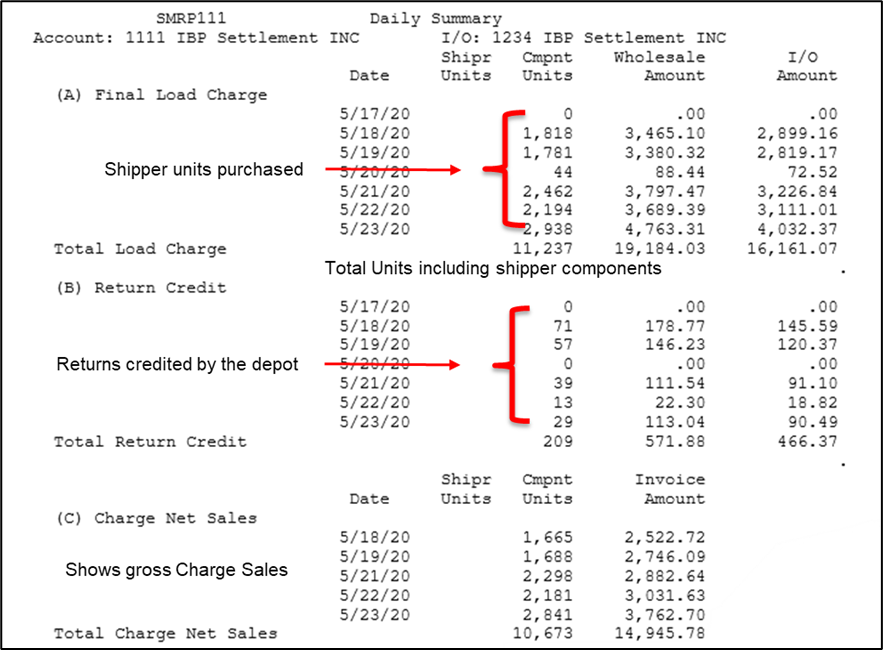 SMRP111 Daily Summary
Account: 1111 IBP Settlement INC I/O: 1234 IBP Settlement INC
Shipr Cmpnt Wholesale I/O
Date Units Units Amount Amount
(A) Final Load Charge
5/17/20 0 .00 .00
5/18/20 1,818 3,465.10 2,899.16
5/19/20 1,781 3,380.32 2,819.17
Shipper units purchased 5/20/20 44 88.44 72.52
5/21/20 2,462 3,797.47 3,226.84
5/22/20 2,194 3,689.39 3,111.01
5/23/20 2,938 4,763.31 4,032.37
Total Load Charge 11,237 19,184.03 16,161.07
Total Units including shipper components .
(B) Return Credit
5/17/20 0 .00 .00
5/18/20 71 178.77 145.59
5/19/20 57 146.23 120.37
Returns credited by the depot 5/20/20 0 .00 .00
5/21/20 39 111.54 91.10
5/22/20 13 22.30 18.82
5/23/20 29 113.04 90.49
Total Return Credit 209 571.88 466.37
.
Shipr Cmpnt Invoice
Date Units Units Amount
(C) Charge Net Sales
5/18/20 1,665 2,522.72
5/19/20 1,688 2,746.09
Shows gross Charge Sales 5/21/20 2,298 2,882.64
5/22/20 2,181 3,031.63
5/23/20 2,841 3,762.70
Total Charge Net Sales 10,673 14,945.78